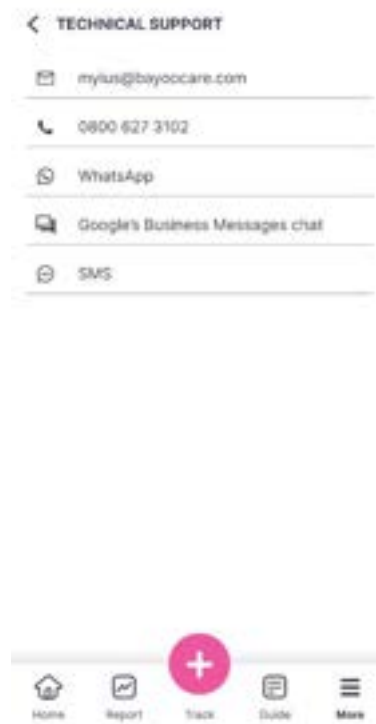 TECHNICAL SUPPORT
mylus@bayoocare.com
0800 627 3102
WhatsApp
Google's Business Messages chat
SMS
Home
Report
Track
Guide
More